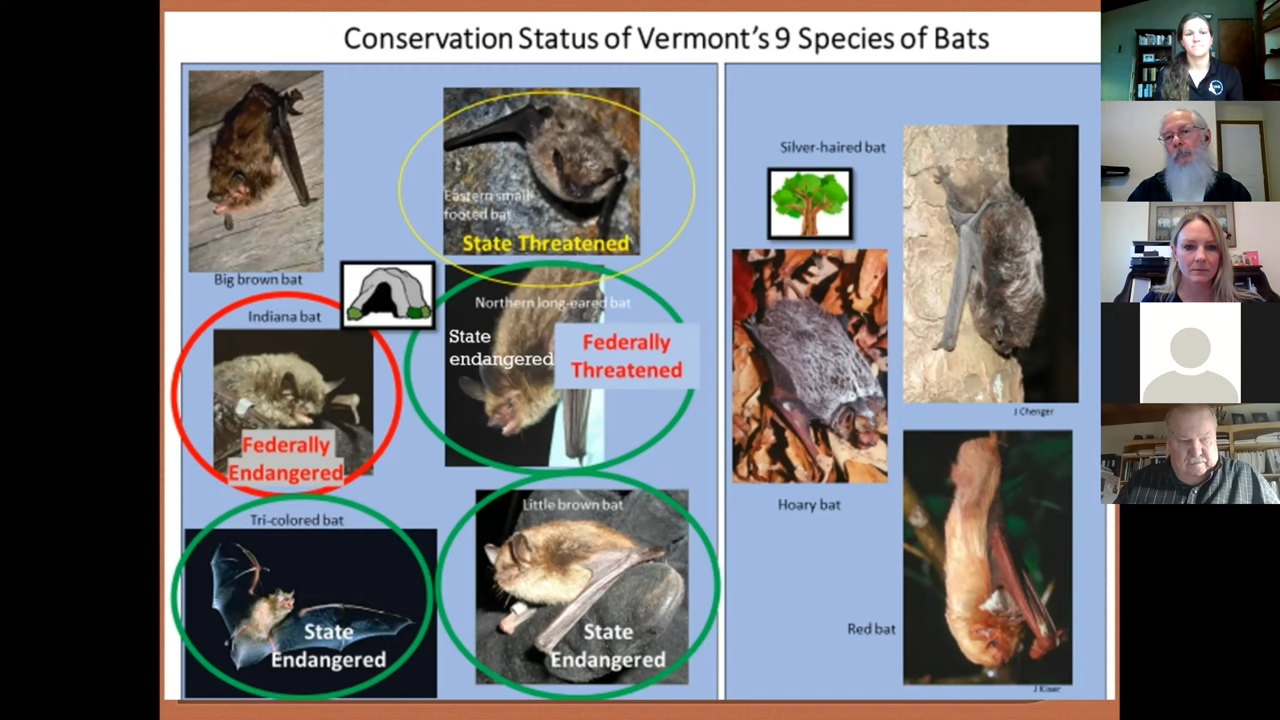 Conservation Status of Vermont's 9 Species of Bats
Big brown bat
Eastern small-
footed bat
State Threatened
Indiana bat
Federally
Endangered
Northern long-eared bat
State
endangered
Federally
Threatened
Tri-colored bat
State
Endangered
Little brown bat
State
Endangered
Silver-haired bat
J Chenger
Hoary bat
Red bat
J Kiser